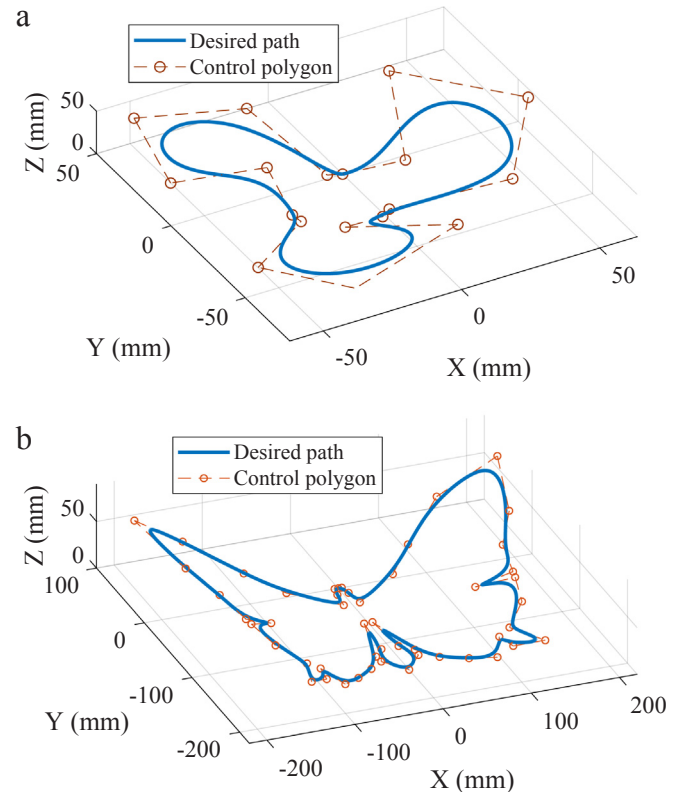 a
Desired path
Control polygon
Z (mm)
50
0
50
0
-50
Y (mm)
-50
0
50
X (mm)
b
Desired path
Control polygon
Z (mm)
50
0
100
0
-100
-200
Y (mm)
-200
-100
0
100
200
X (mm)